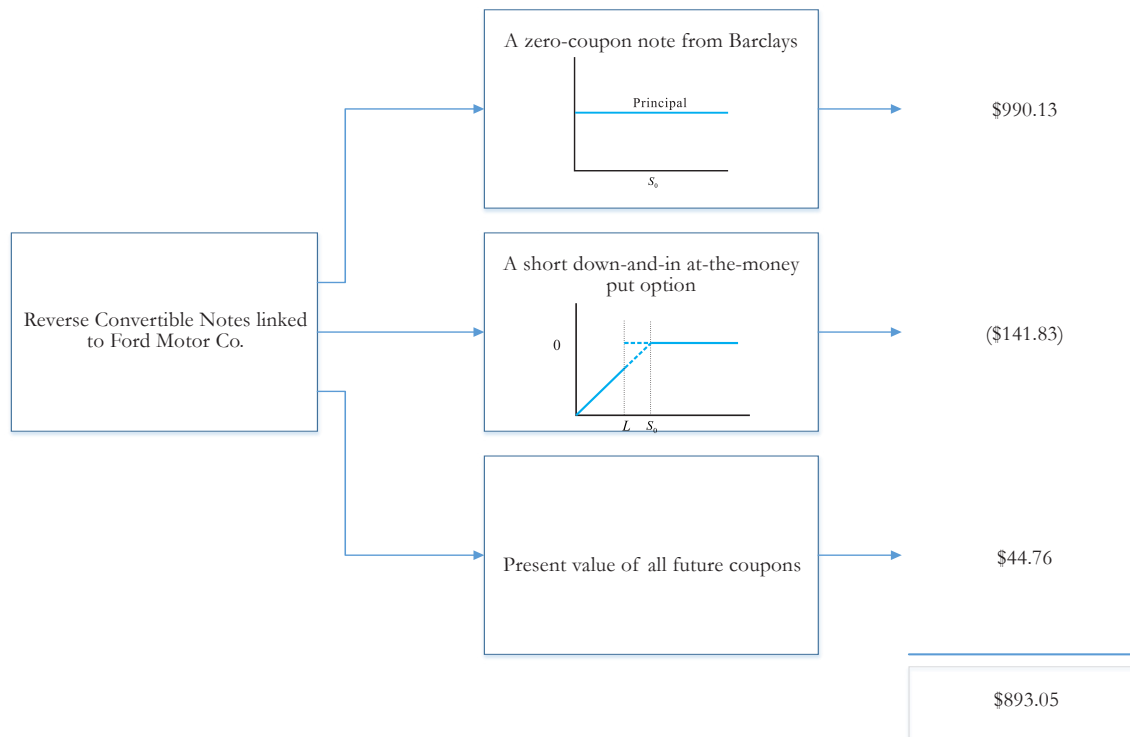 A zero-coupon note from Barclays
Principal
S₀
$990.13
Reverse Convertible Notes linked
to Ford Motor Co.
A short down-and-in at-the-money
put option
0
L S₀
($141.83)
Present value of all future coupons
$44.76
$893.05